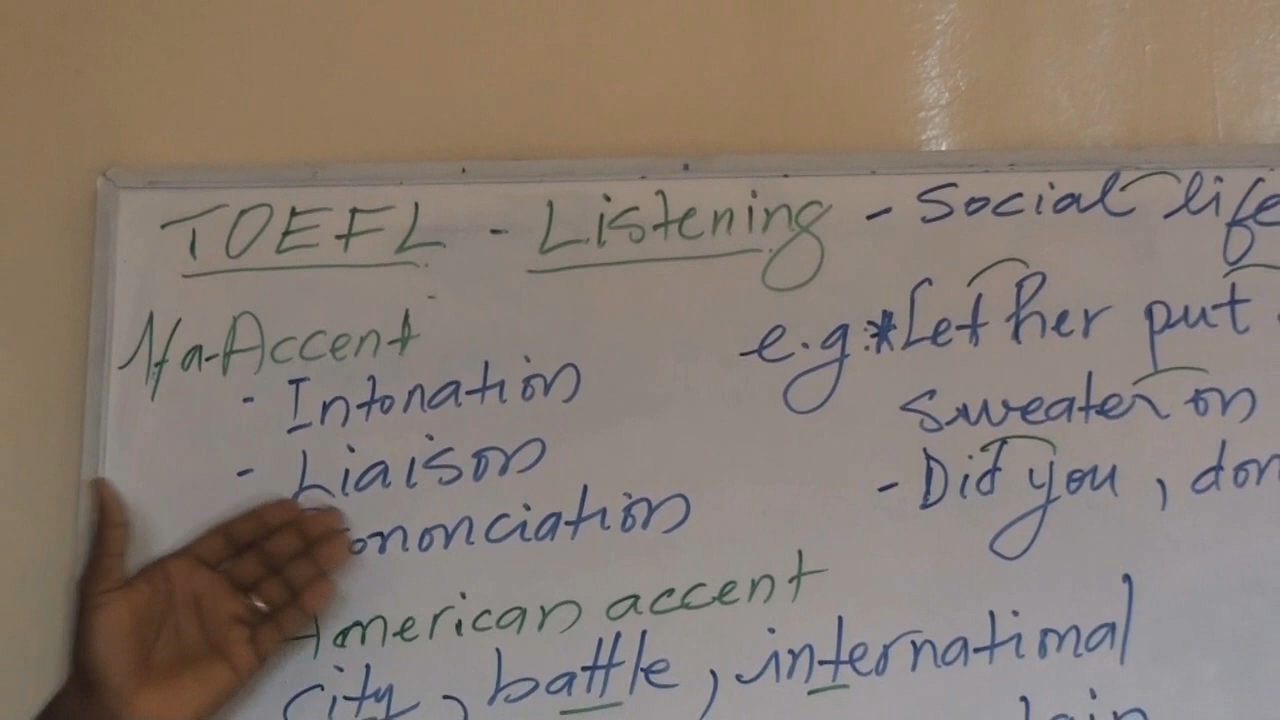 TOEFL - Listening - Social life
N/a-Accent
- Intonation
- Liaison
ononciation
American accent
city, battle, international
e.g:*Let her put
sweater on
- Did you, don